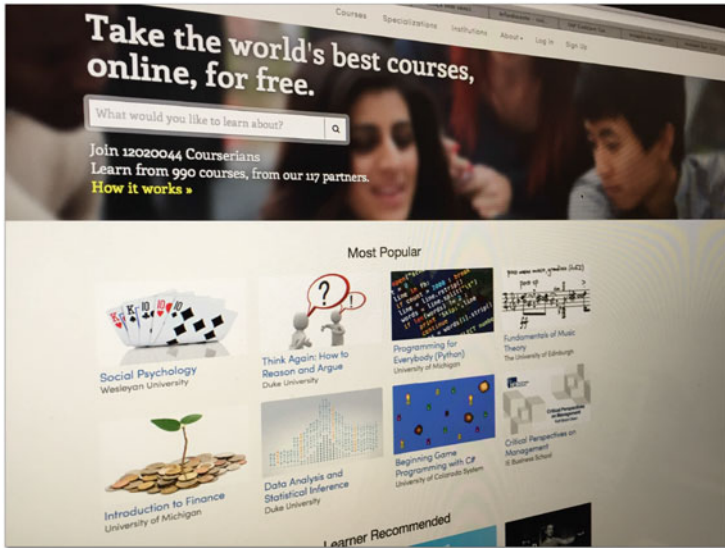 Courses Specializations Institutions About Log In Sign Up
Take the world's best courses,
online, for free.
What would you like to learn about?
Join 12020044 Courserians
Learn from 990 courses, from our 117 partners.
How it works »
Most Popular
Social Psychology
Wesleyan University
Think Again: How to
Reason and Argue
Duke University
Programming for
Everybody (Python)
University of Michigan
Fundamentals of Music
Theory
The University of Edinburgh
Introduction to Finance
University of Michigan
Data Analysis and
Statistical Inference
Duke University
Beginning Game
Programming with C#
University of Colorado System
Critical Perspectives
on Management
Critical Perspectives on
Management
IE Business School
Learner Recommended